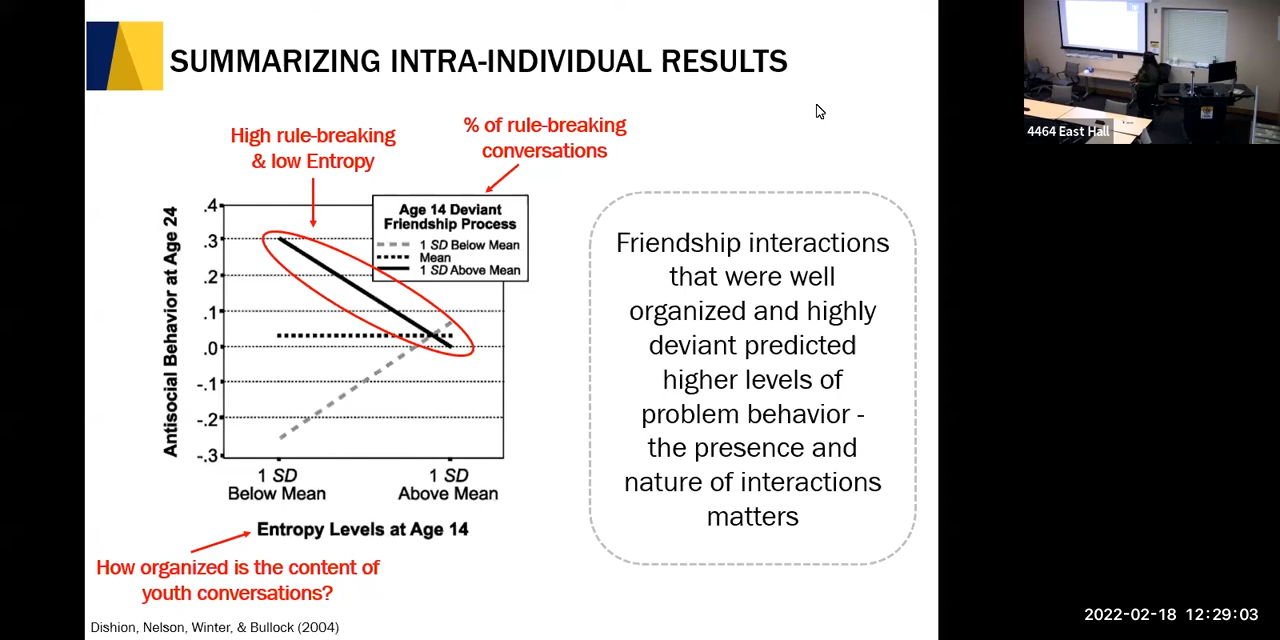 SUMMARIZING INTRA-INDIVIDUAL RESULTS
4464 East Hall
High rule-breaking
& low Entropy
% of rule-breaking
conversations
Antisocial Behavior at Age 24
.4
.3
.2
.1
.0
-.1
-.2
-.3
Age 14 Deviant
Friendship Process
1 SD Below Mean
Mean
1 SD Above Mean
1 SD
Below Mean
1 SD
Above Mean
Entropy Levels at Age 14
How organized is the content of
youth conversations?
Friendship interactions
that were well
organized and highly
deviant predicted
higher levels of
problem behavior -
the presence and
nature of interactions
matters
Dishion, Nelson, Winter, & Bullock (2004)
2022-02-18 12:29:03